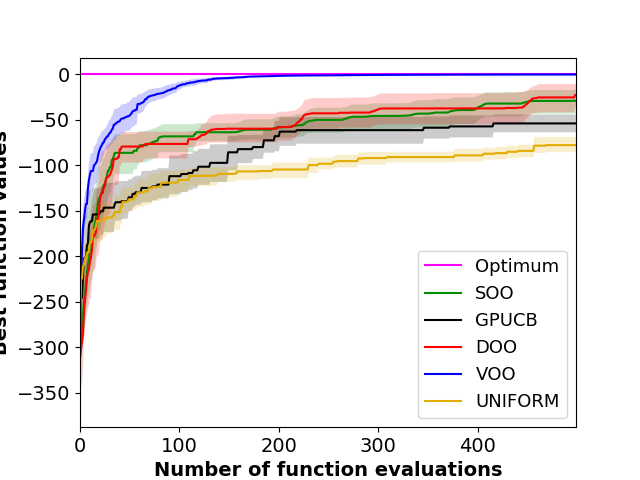 0
−50
−100
−150
−200
−250
−300
−350
Best function values
Optimum
SOO
GPUCB
DOO
VOO
UNIFORM
0 100 200 300 400
Number of function evaluations